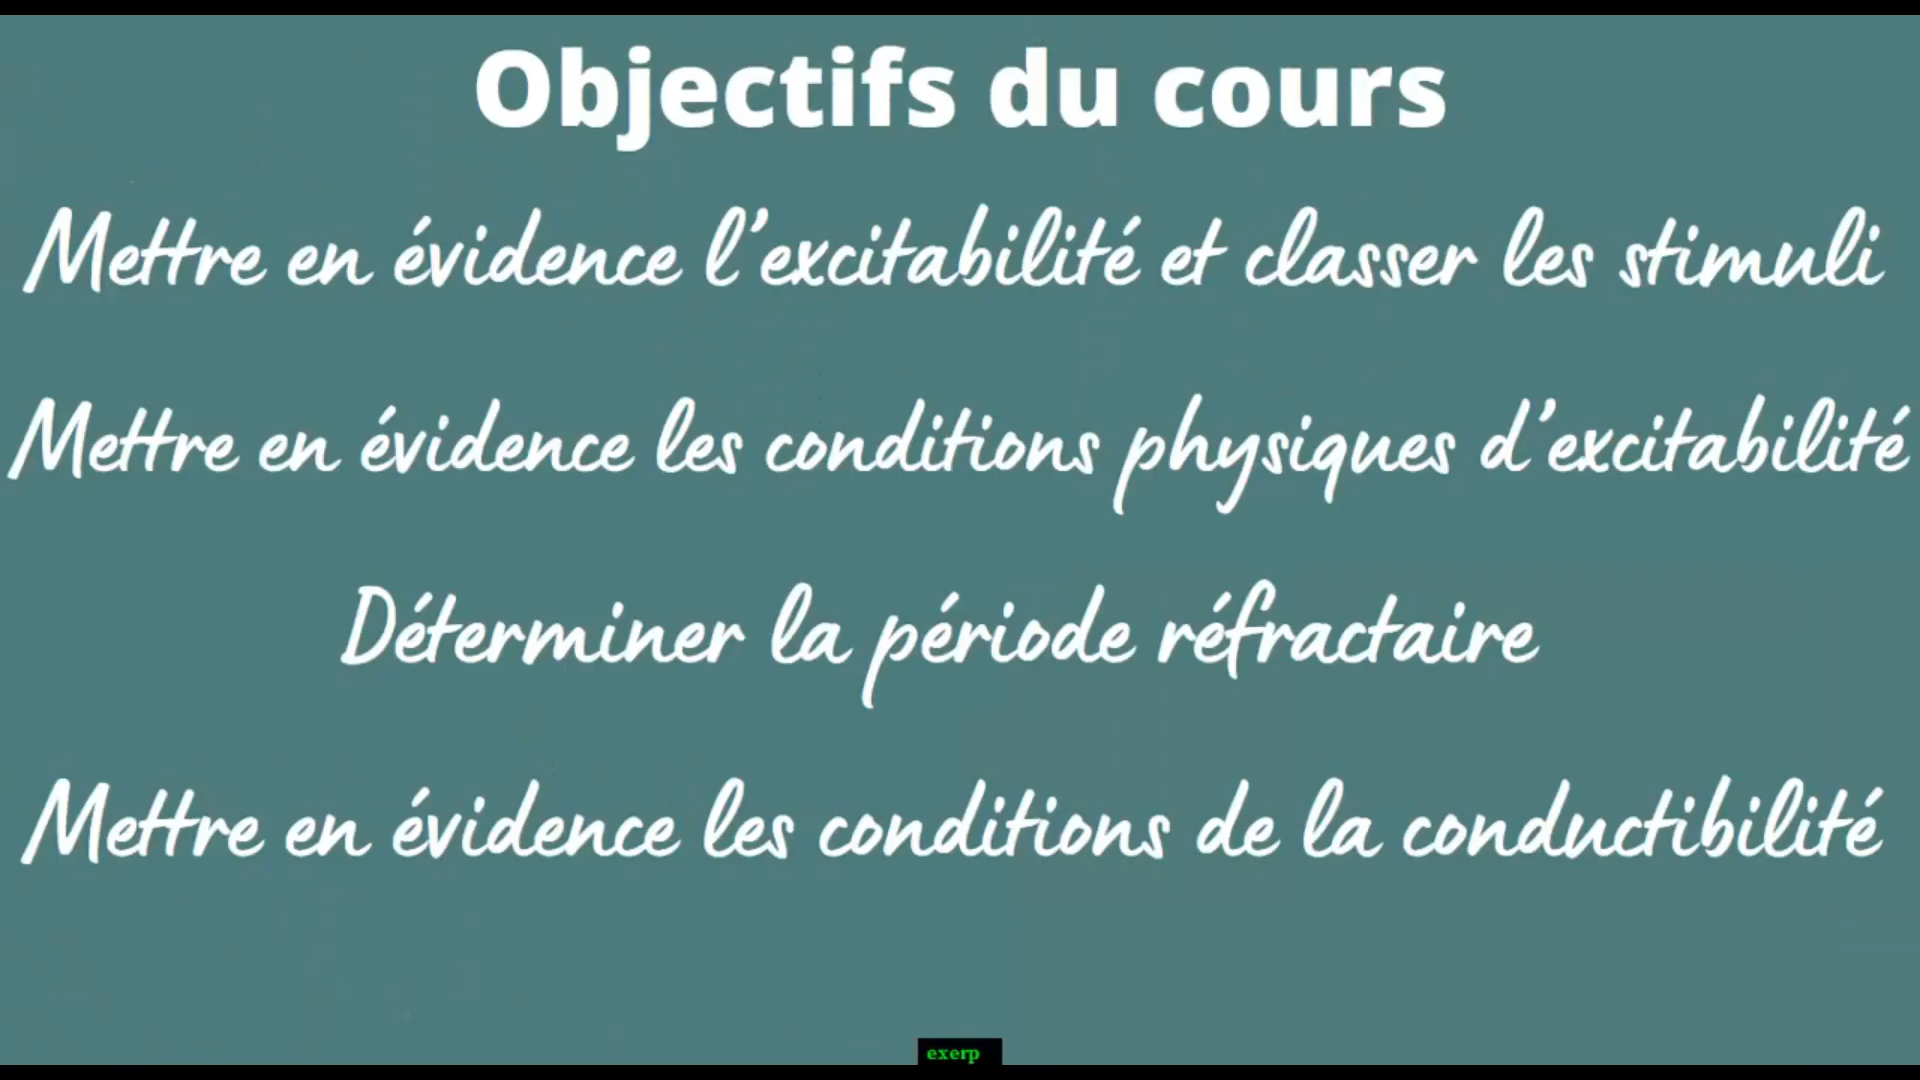 Objectifs du cours
Mettre en évidence l'excitabilité et classer les stimuli
Mettre en évidence les conditions physiques d'excitabilité
Déterminer la période réfractaire
Mettre en évidence les conditions de la conductibilité
exerp